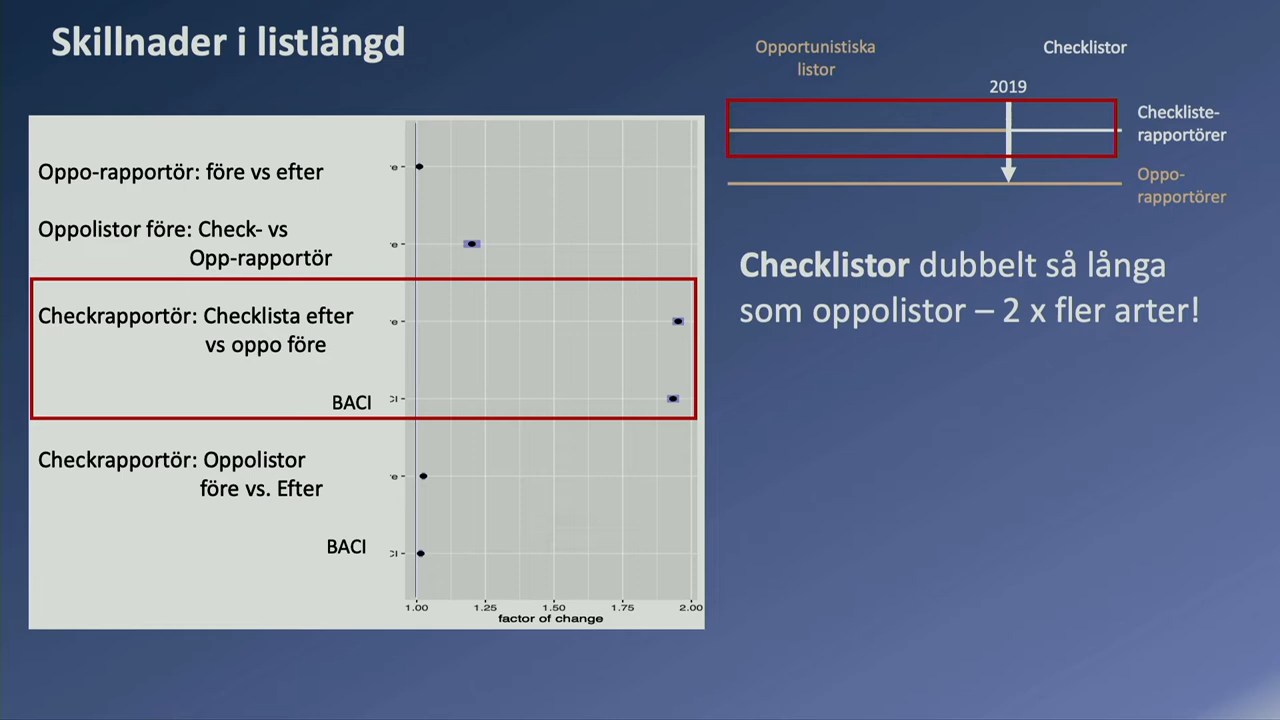 Skillnader i listlängd
Opportunistiska
listor
Checklistor
2019
Checkliste-
rapportörer
Oppo-
rapportörer
Oppo-rapportör: före vs efter
Oppolistor före: Check- vs
Opp-rapportör
Checkrapportör: Checklista efter
vs oppo före
BACI
Checkrapportör: Oppolistor
före vs. Efter
BACI
1.00 1.25 1.50 1.75 2.00
factor of change
Checklistor dubbelt så långa
som oppolistor – 2 x fler arter!